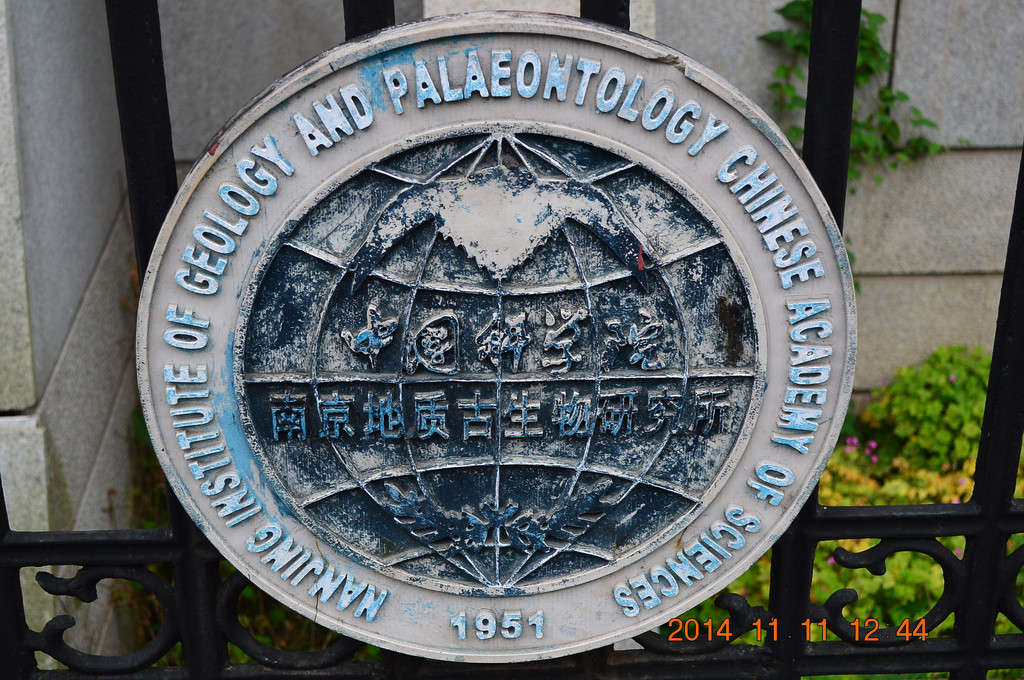 NANJING INSTITUTE OF GEOLOGY AND PALAEONTOLOGY CHINESE ACADEMY OF SCIENCES
中国科学院
南京地质古生物研究所
1951
2014 11 11 12 44